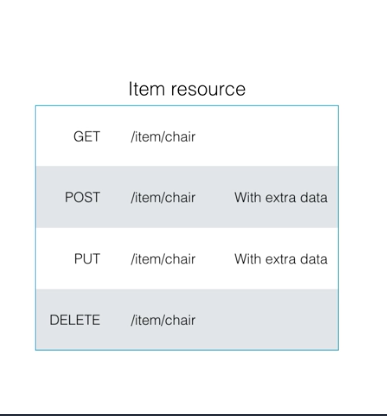 Item resource
GET /item/chair
POST /item/chair With extra data
PUT /item/chair With extra data
DELETE /item/chair